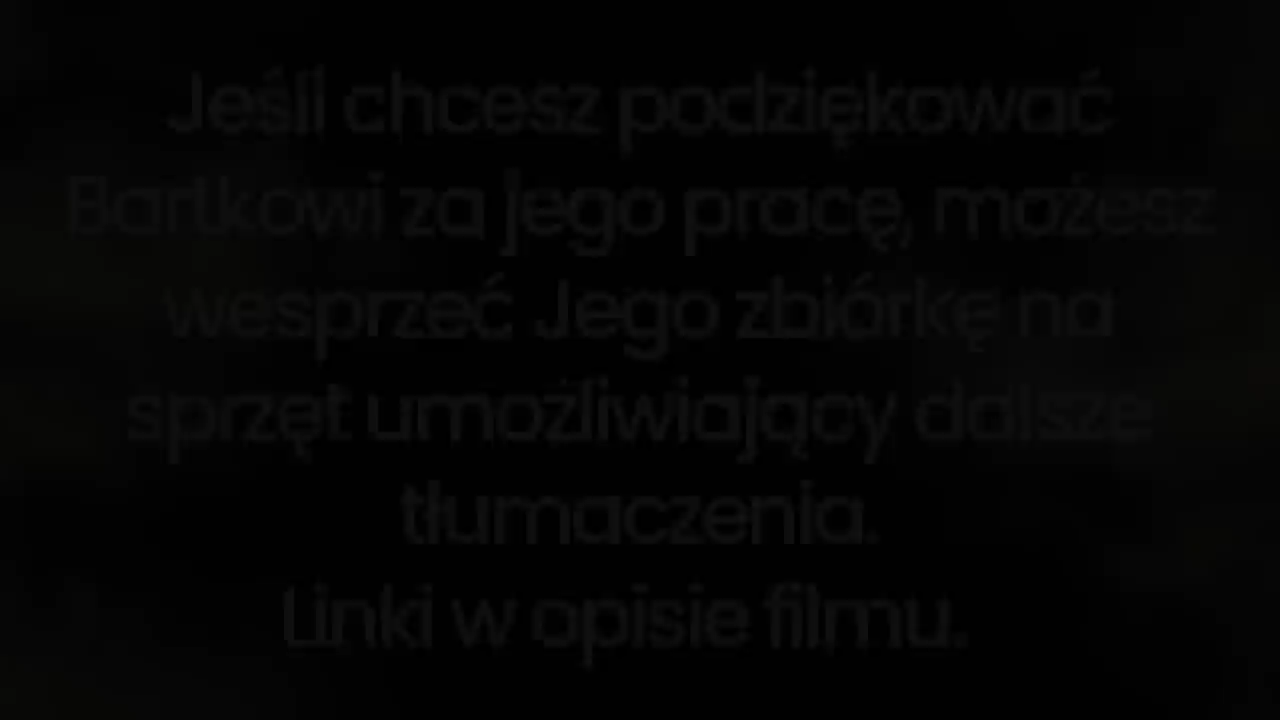 Jeśli chcesz podziękować
Bartkowi za jego pracę, możesz
wesprzeć Jego zbiórkę na
sprzęt umożliwiający dalsze
tłumaczenia.
Linki w opisie filmu.